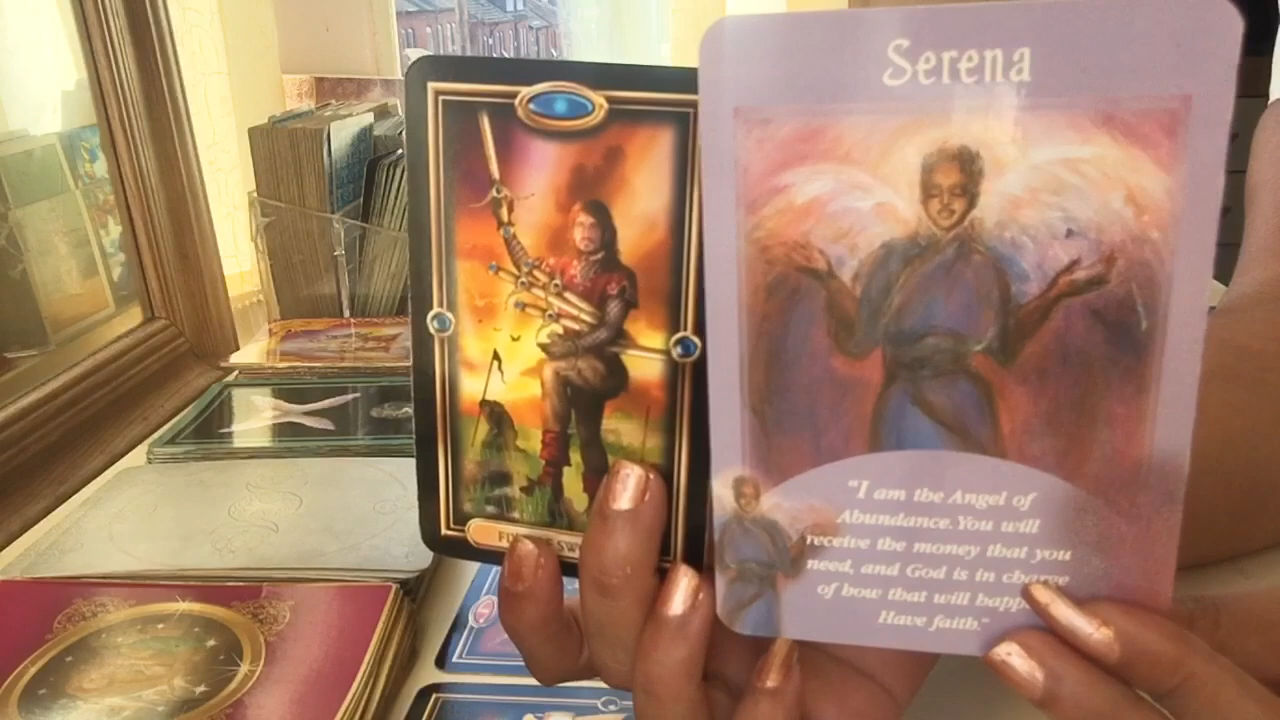 Serena
"I am the Angel of
Abundance. You will
receive the money that you
need, and God is in charge
of how that will
Have faith."